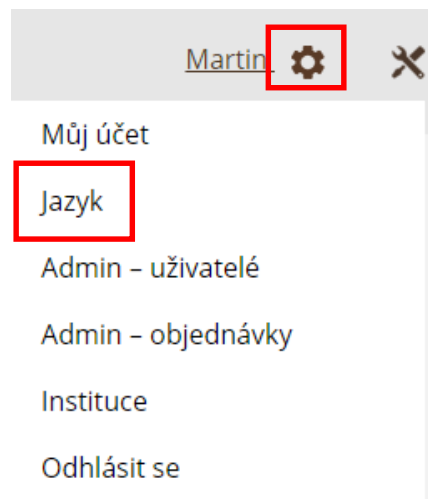 Martin
Můj účet
Jazyk
Admin – uživatelé
Admin – objednávky
Instituce
Odhlásit se